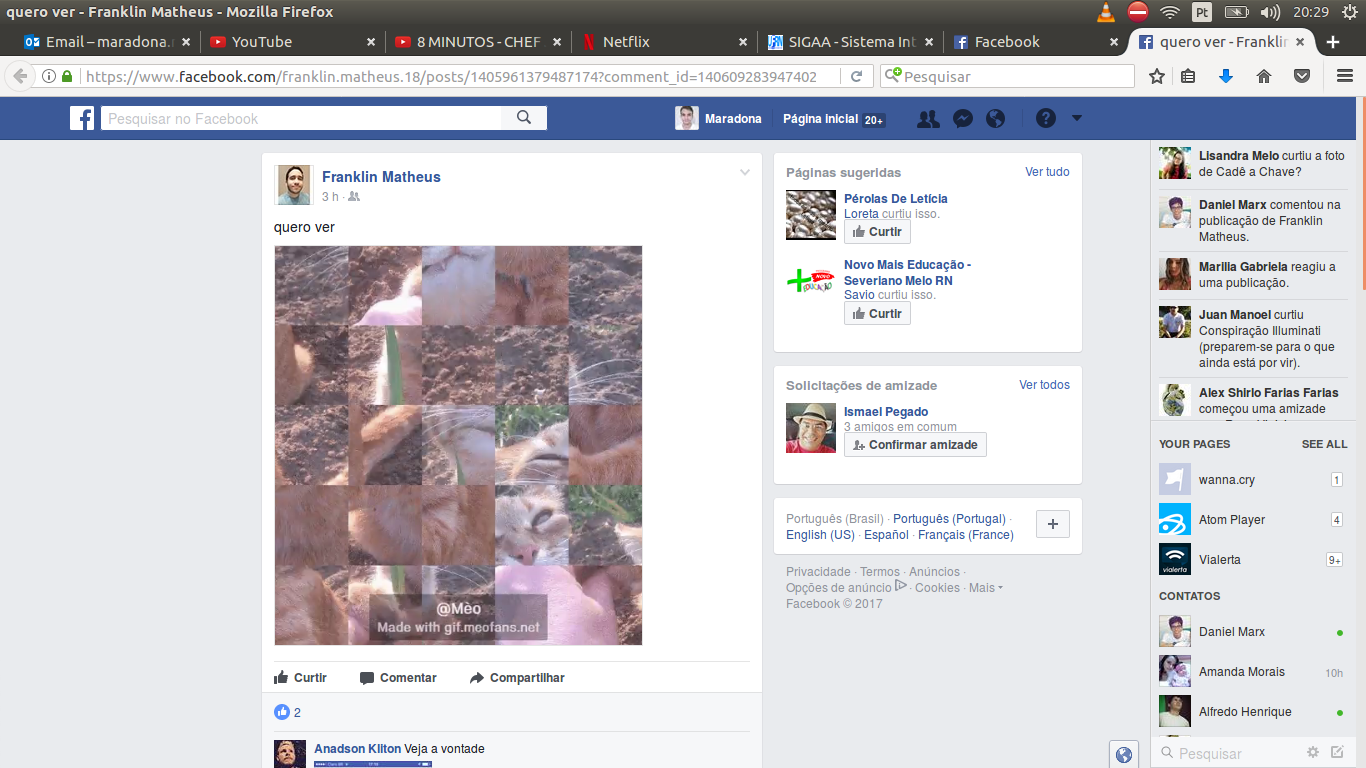 quero ver - Franklin Matheus - Mozilla Firefox
Pt
20:29
Email – maradona.
YouTube
8 MINUTOS - CHEF
Netflix
SIGAA - Sistema Int
Facebook
quero ver - Franklin
https://www.facebook.com/franklin.matheus.18/posts/1405961379487174?comment_id=140609283947402
Pesquisar
Pesquisar no Facebook
Maradona
Página inicial 20+
Franklin Matheus
3 h ·
quero ver
@Mèo
Made with gif.meofans.net
Curtir
Comentar
Compartilhar
2
Anadson Kliton Veja a vontade
Páginas sugeridas
Ver tudo
Pérolas De Letícia
Loreta curtiu isso.
Curtir
Novo Mais Educação -
Severiano Melo RN
Savio curtiu isso.
Curtir
NOVO
EDUCAÇÃO
Solicitações de amizade
Ver todos
Ismael Pegado
3 amigos em comum
Confirmar amizade
Português (Brasil) · Português (Portugal) ·
English (US) · Español · Français (France)
Privacidade · Termos · Anúncios ·
Opções de anúncio · Cookies · Mais
Facebook © 2017
Lisandra Melo curtiu a foto
de Cadê a Chave?
Daniel Marx comentou na
publicação de Franklin
Matheus.
Marilia Gabriela reagiu a
uma publicação.
Juan Manoel curtiu
Conspiração Illuminati
(preparem-se para o que
ainda está por vir).
Alex Shirlo Farias Farias
começou uma amizade
YOUR PAGES
SEE ALL
wanna.cry
1
Atom Player
4
vialerta
Vialerta
9+
CONTATOS
Daniel Marx
Amanda Morais
10h
Alfredo Henrique
Pesquisar